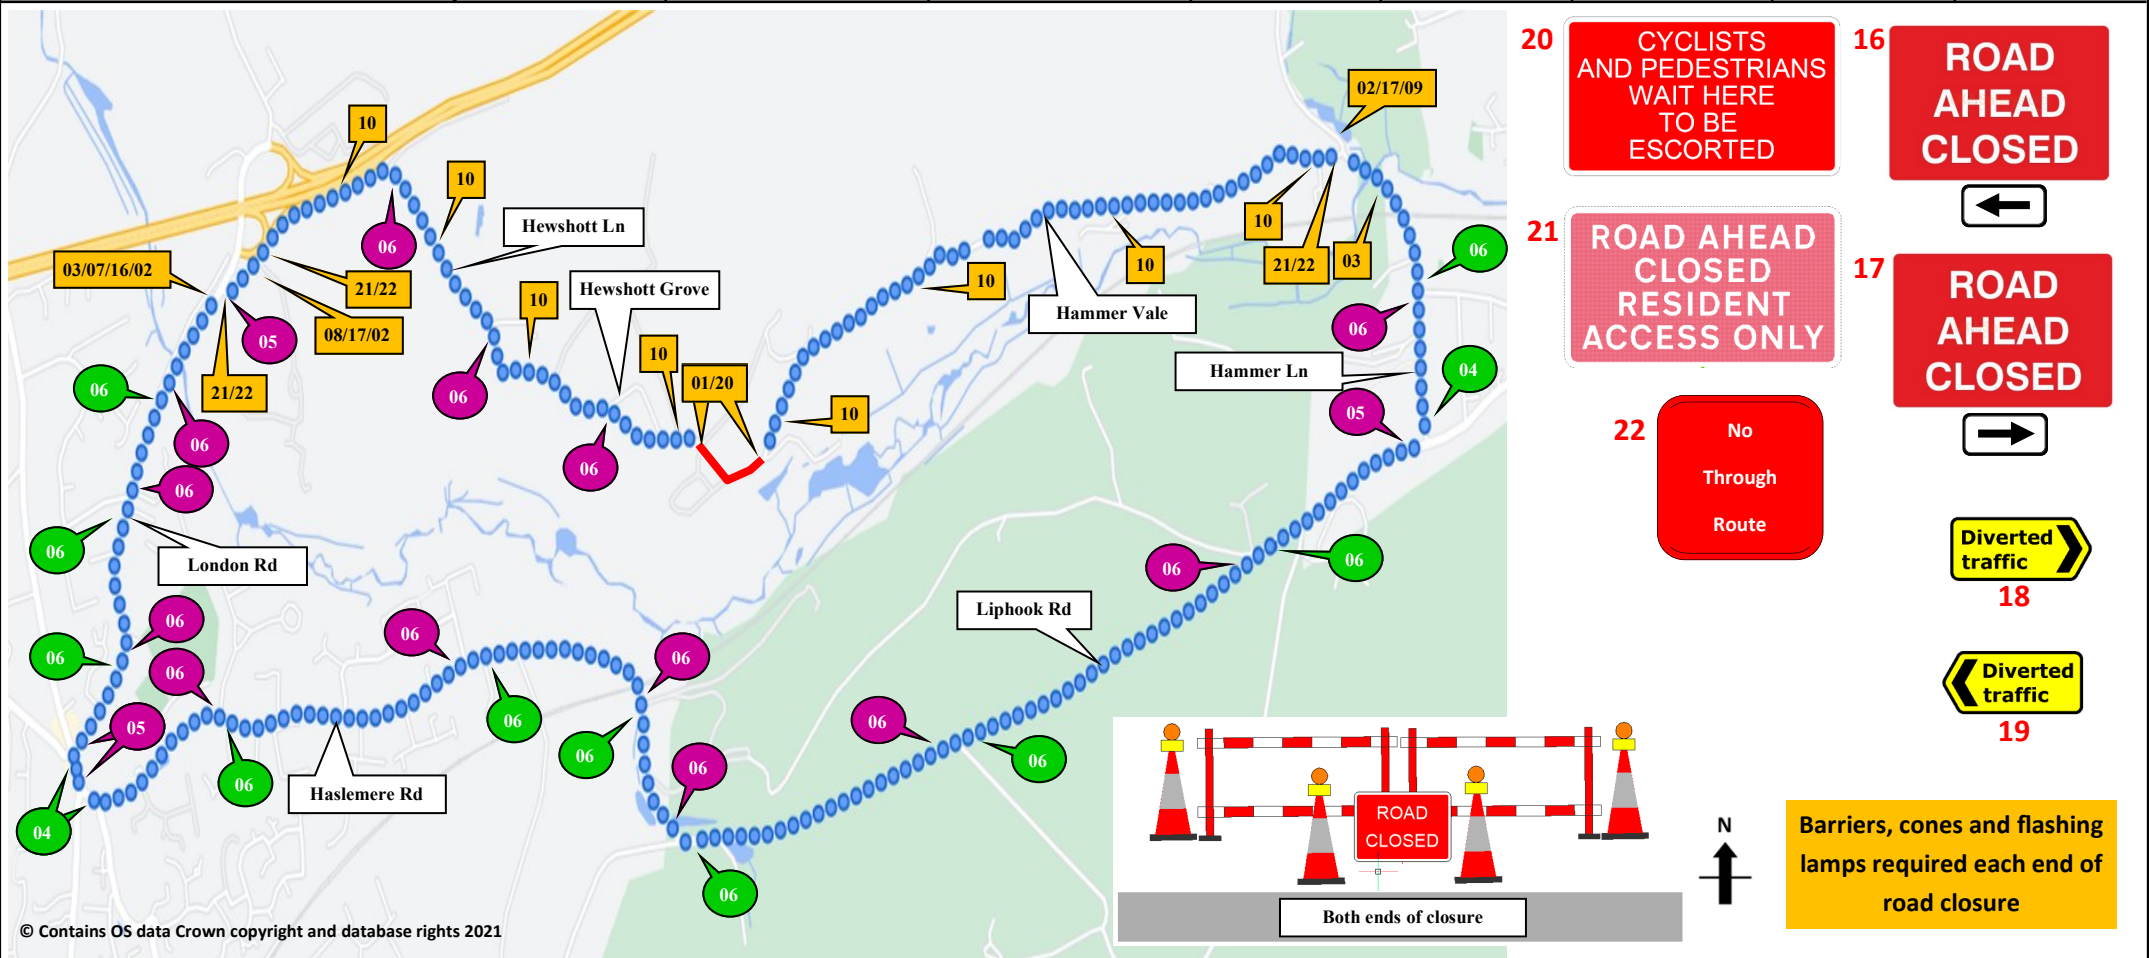 10
10
Hewshott Ln
06
03/07/16/02
21/22
Hewshott Grove
08/17/02
10
05
21/22
06
06
10
01/20
06
06
06
10
06
London Rd
06
06
06
06
05
04
06
Haslemere Rd
06
06
06
06
06
06
06
06
Liphook Rd
06
06
02/17/09
10
21/22
03
10
10
Hammer Vale
06
06
Hammer Ln
04
05
© Contains OS data Crown copyright and database rights 2021
20
CYCLISTS
AND PEDESTRIANS
WAIT HERE
TO BE
ESCORTED
16
ROAD
AHEAD
CLOSED
21
ROAD AHEAD
CLOSED
RESIDENT
ACCESS ONLY
17
ROAD
AHEAD
CLOSED
22
No
Through
Route
Diverted
traffic
18
Diverted
traffic
19
ROAD
CLOSED
Both ends of closure
N
Barriers, cones and flashing
lamps required each end of
road closure